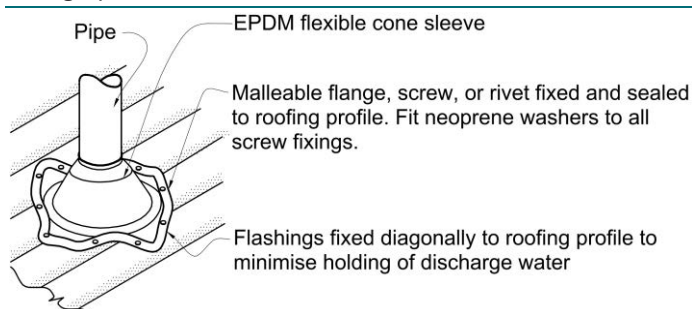 Pipe
EPDM flexible cone sleeve
Malleable flange, screw, or rivet fixed and sealed
to roofing profile. Fit neoprene washers to all
screw fixings.
Flashings fixed diagonally to roofing profile to
minimise holding of discharge water